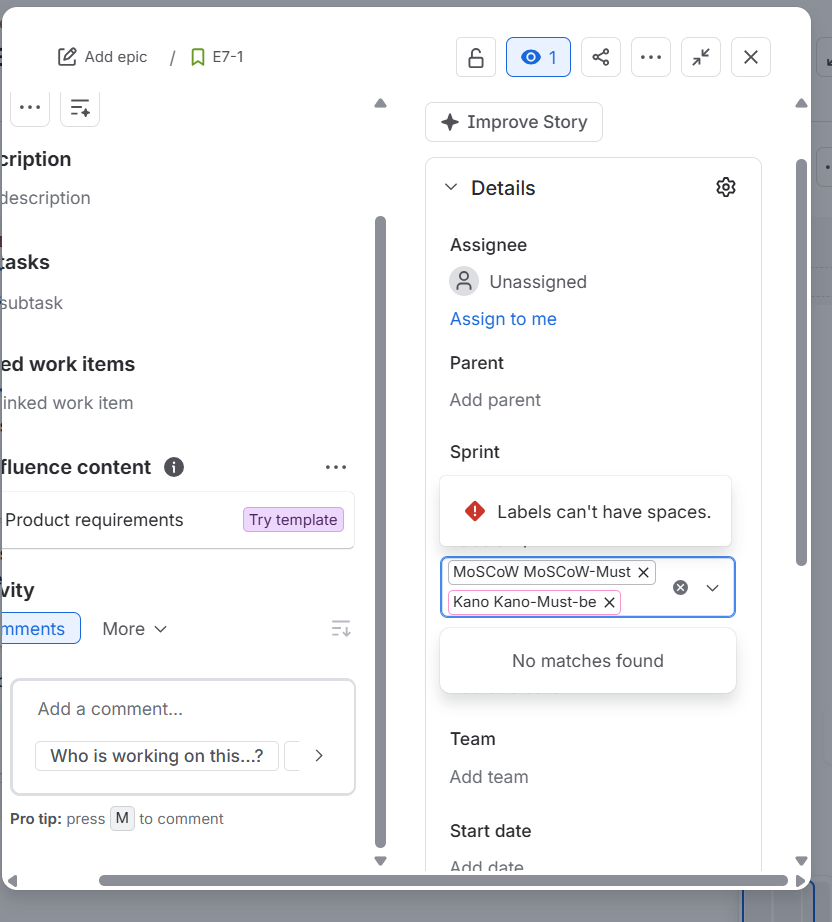 Add epic / E7-1
1
cription
description
tasks
subtask
ed work items
inked work item
fluence content
Product requirements Try template
vity
mments More
Add a comment...
Who is working on this...?
Pro tip: press M to comment
Improve Story
Details
Assignee
Unassigned
Assign to me
Parent
Add parent
Sprint
Labels can't have spaces.
MoSCoW MoSCoW-Must
Kano Kano-Must-be
No matches found
Team
Add team
Start date
Add date